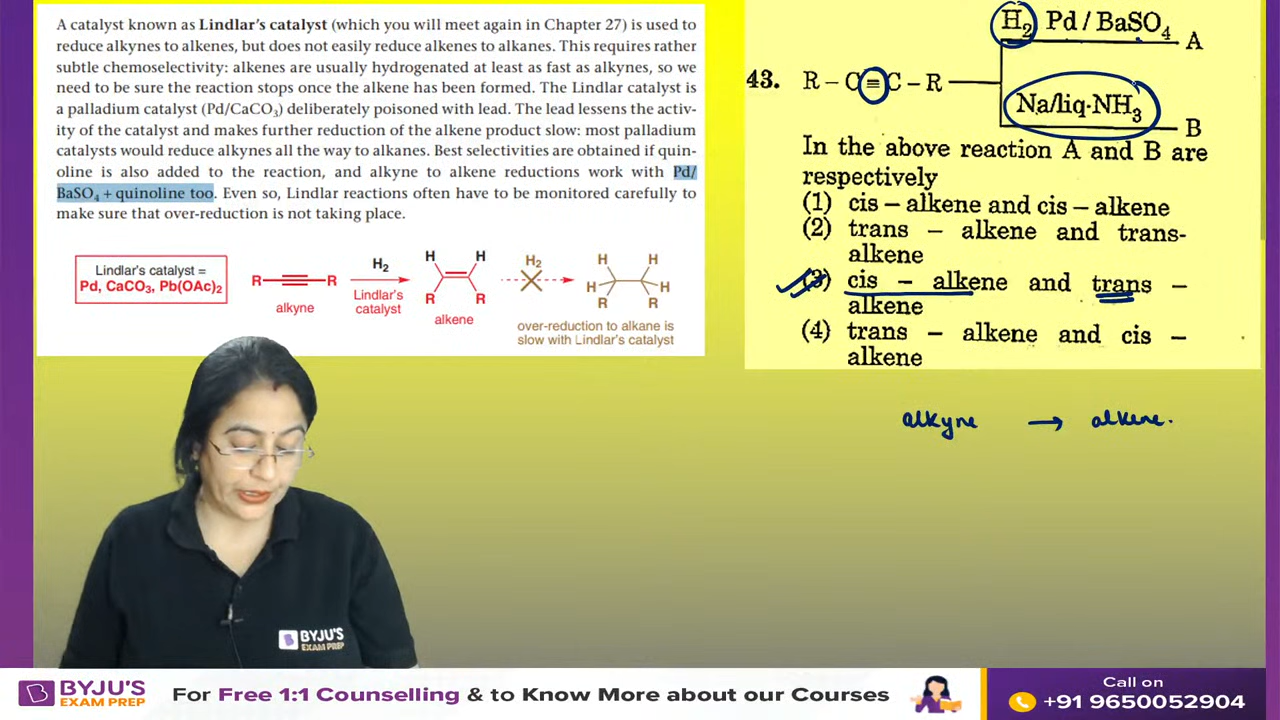 A catalyst known as Lindlar's catalyst (which you will meet again in Chapter 27) is used to
reduce alkynes to alkenes, but does not easily reduce alkenes to alkanes. This requires rather
subtle chemoselectivity: alkenes are usually hydrogenated at least as fast as alkynes, so we
need to be sure the reaction stops once the alkene has been formed. The Lindlar catalyst is
a palladium catalyst (Pd/CaCO₃) deliberately poisoned with lead. The lead lessens the activ-
ity of the catalyst and makes further reduction of the alkene product slow: most palladium
catalysts would reduce alkynes all the way to alkanes. Best selectivities are obtained if quin-
oline is also added to the reaction, and alkyne to alkene reductions work with Pd/
BaSO₄ + quinoline too. Even so, Lindlar reactions often have to be monitored carefully to
make sure that over-reduction is not taking place.
Lindlar's catalyst =
Pd, CaCO₃, Pb(OAc)₂
R R
alkyne
H₂
Lindlar's
catalyst
H H
R R
alkene
H₂
H H
H H
R R
over-reduction to alkane is
slow with Lindlar's catalyst
H₂ Pd / BaSO₄ A
43. R – C ≡ C – R
Na/liq·NH₃ B
In the above reaction A and B are
respectively
(1) cis – alkene and cis – alkene
(2) trans – alkene and trans-
alkene
(3) cis – alkene and trans –
alkene
(4) trans – alkene and cis –
alkene
alkyne → alkene.
BYJU'S
EXAM PREP
BYJU'S
EXAM PREP
For Free 1:1 Counselling & to Know More about our Courses
Call on
+91 9650052904